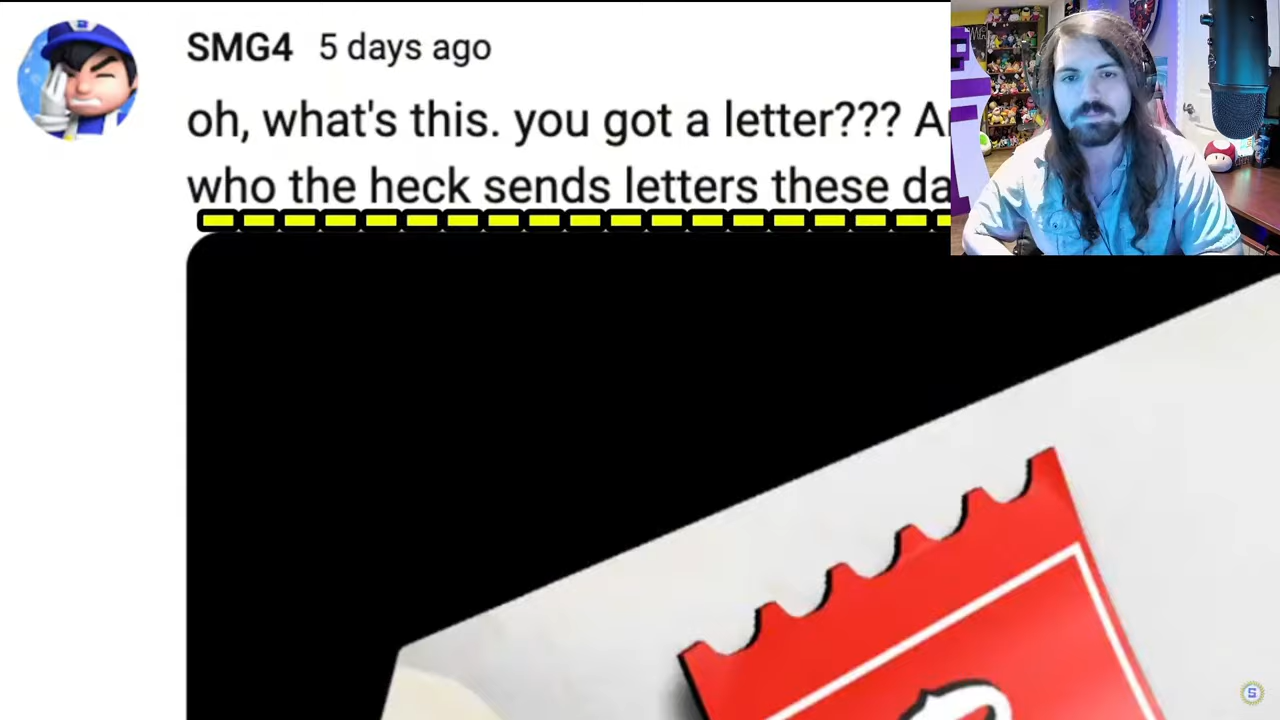 SMG4 5 days ago
oh, what's this. you got a letter???
who the heck sends letters these
S